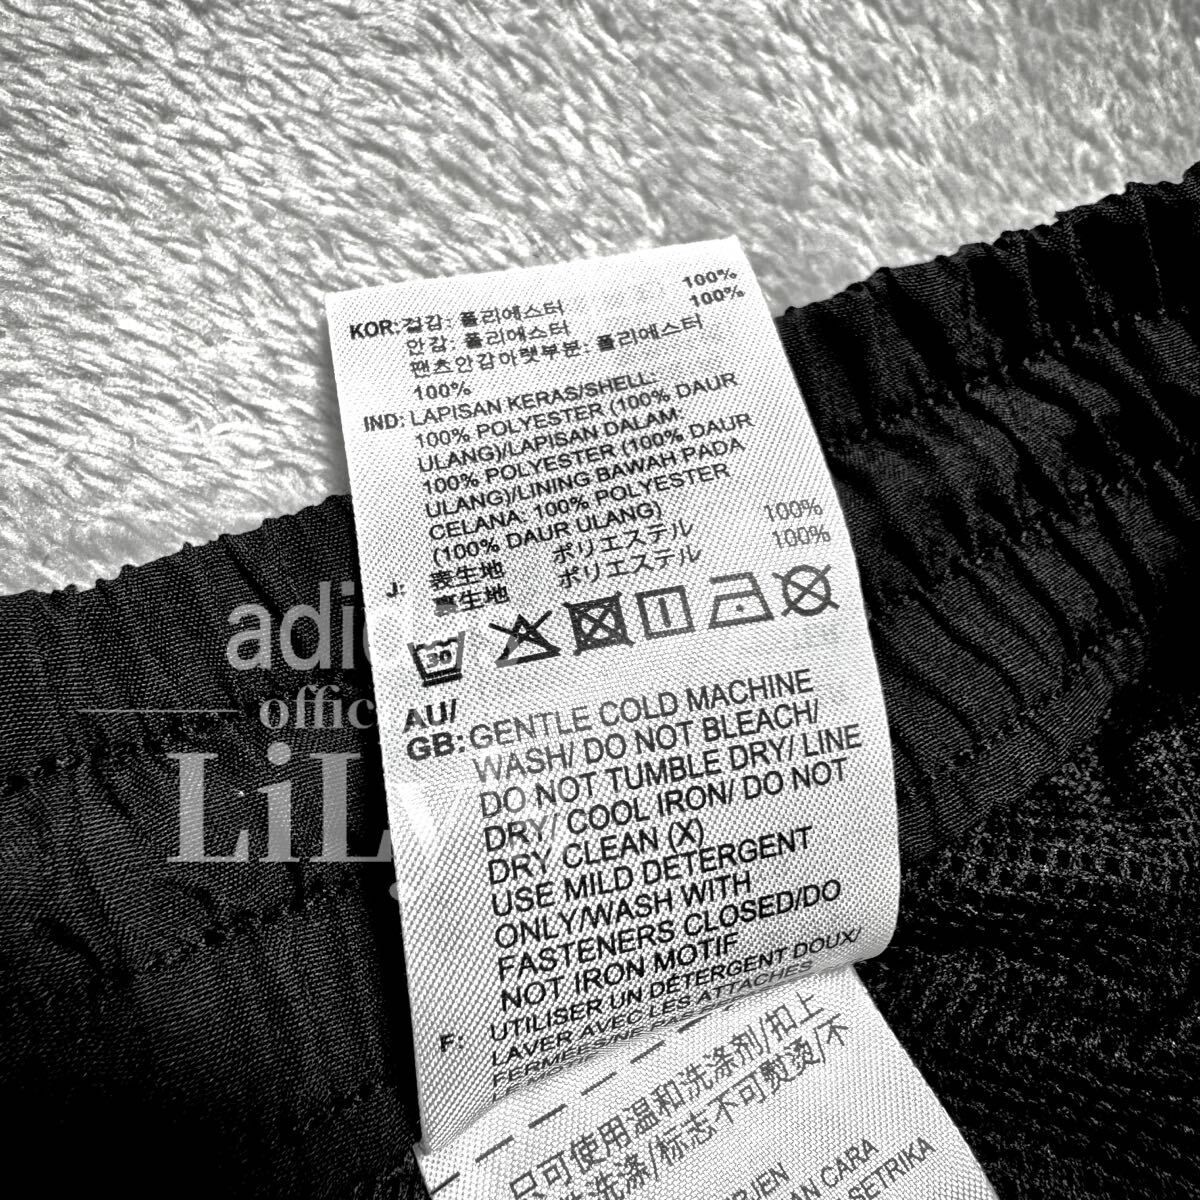 KOR: 겉감: 폴리에스터 100%
안감: 폴리에스터 100%
팬츠안감아랫부분: 폴리에스터
100%
IND: LAPISAN KERAS/SHELL:
100% POLYESTER (100% DAUR
ULANG)/LAPISAN DALAM
100% POLYESTER (100% DAUR
ULANG)/LINING BAWAH PADA
CELANA, 100% POLYESTER
(100% DAUR ULANG)
J: 表生地 ポリエステル 100%
裏生地 ポリエステル 100%
30
AU/
GB: GENTLE COLD MACHINE
WASH/ DO NOT BLEACH/
DO NOT TUMBLE DRY/ LINE
DRY/ COOL IRON/ DO NOT
DRY CLEAN (X)
USE MILD DETERGENT
ONLY/WASH WITH
FASTENERS CLOSED/DO
NOT IRON MOTIF
F: UTILISER UN DÉTERGENT DOUX/
LAVER AVEC LES ATTACHES
只可使用温和洗涤剂/扣上
洗涤/标志不可熨烫/不
AN CARA
SETRIKA
adi
offic
LiL